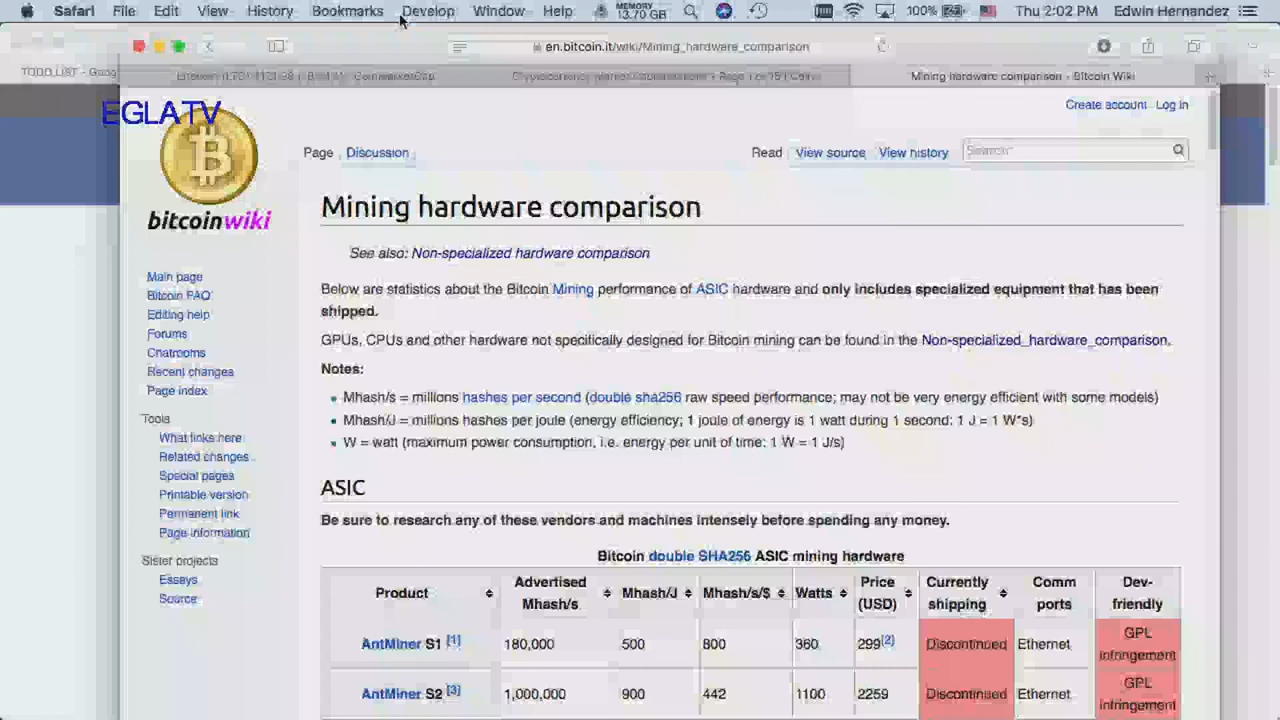 Safari File Edit View History Bookmarks Develop Window Help MEMORY 13.70 GB 100% Thu 2:02 PM Edwin Hernandez
en.bitcoin.it/wiki/Mining_hardware_comparison
TODO LIST - Goog
Mining hardware comparison - Bitcoin Wiki
EGLATV
Create account Log in
bitcoinwiki
Page Discussion Read View source View history Search
Mining hardware comparison
See also: Non-specialized hardware comparison
Below are statistics about the Bitcoin Mining performance of ASIC hardware and only includes specialized equipment that has been
shipped.
GPUs, CPUs and other hardware not specifically designed for Bitcoin mining can be found in the Non-specialized_hardware_comparison.
Notes:
Mhash/s = millions hashes per second (double sha256 raw speed performance; may not be very energy efficient with some models)
Mhash/J = millions hashes per joule (energy efficiency; 1 joule of energy is 1 watt during 1 second: 1 J = 1 W*s)
W = watt (maximum power consumption, i.e. energy per unit of time: 1 W = 1 J/s)
Main page
Bitcoin FAQ
Editing help
Forums
Chatrooms
Recent changes
Page index
Tools
What links here
Related changes
Special pages
Printable version
Permanent link
Page information
Sister projects
Essays
Source
ASIC
Be sure to research any of these vendors and machines intensely before spending any money.
Bitcoin double SHA256 ASIC mining hardware
Product Advertised Mhash/s Mhash/J Mhash/s/$ Watts Price (USD) Currently shipping Comm ports Dev-friendly
AntMiner S1 [1] 180,000 500 800 360 299[2] Discontinued Ethernet GPL infringement
AntMiner S2 [3] 1,000,000 900 442 1100 2259 Discontinued Ethernet GPL infringement